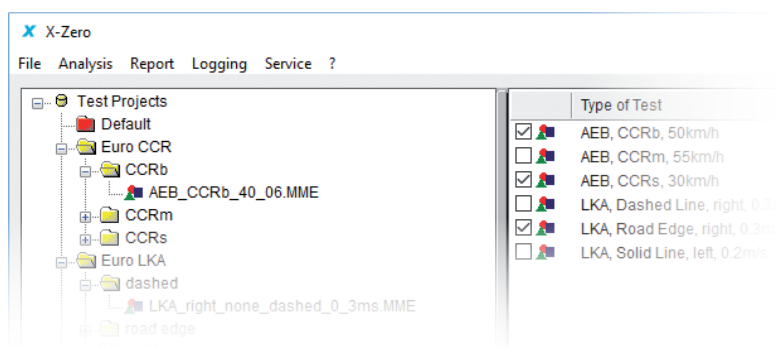 X-Zero
File Analysis Report Logging Service ?
Test Projects
Default
Euro CCR
CCRb
AEB_CCRb_40_06.MME
CCRm
CCRs
Euro LKA
dashed
LKA_right_none_dashed_0_3ms.MME
road edge
Type of Test
AEB, CCRb, 50km/h
AEB, CCRm, 55km/h
AEB, CCRs, 30km/h
LKA, Dashed Line, right,
LKA, Road Edge, right, 0.3m
LKA, Solid Line, left, 0.2m/s